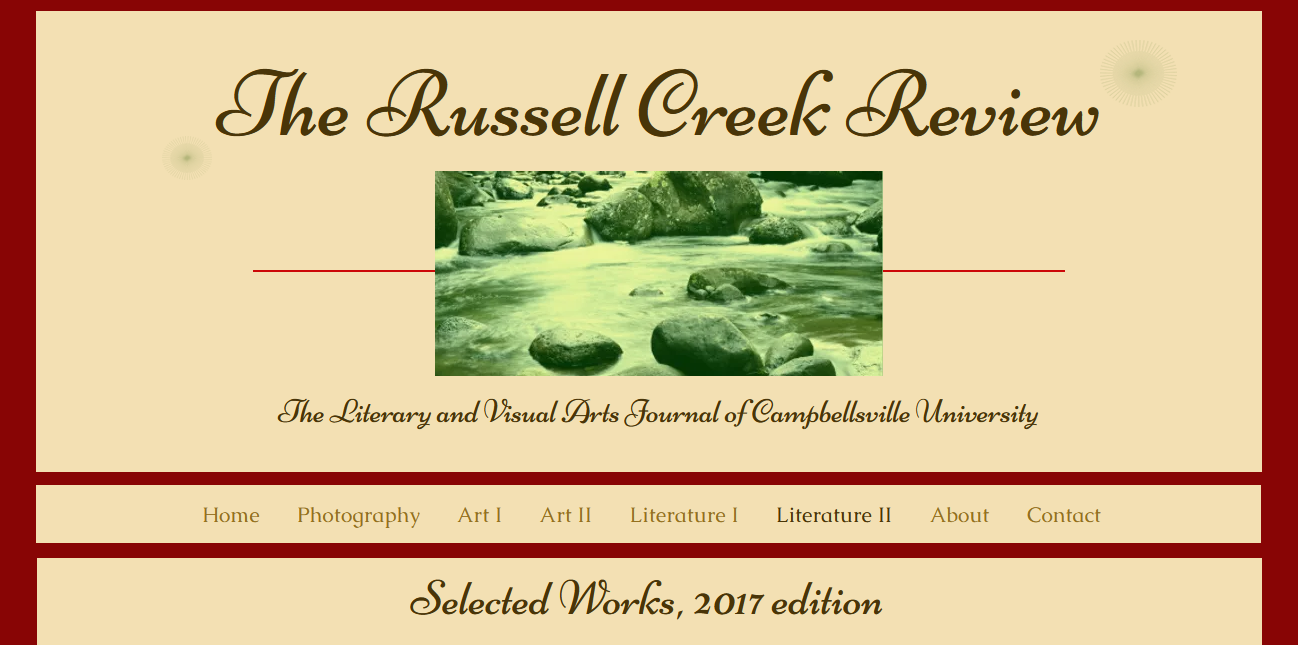 The Russell Creek Review
The Literary and Visual Arts Journal of Campbellsville University
Home Photography Art I Art II Literature I Literature II About Contact
Selected Works, 2017 edition